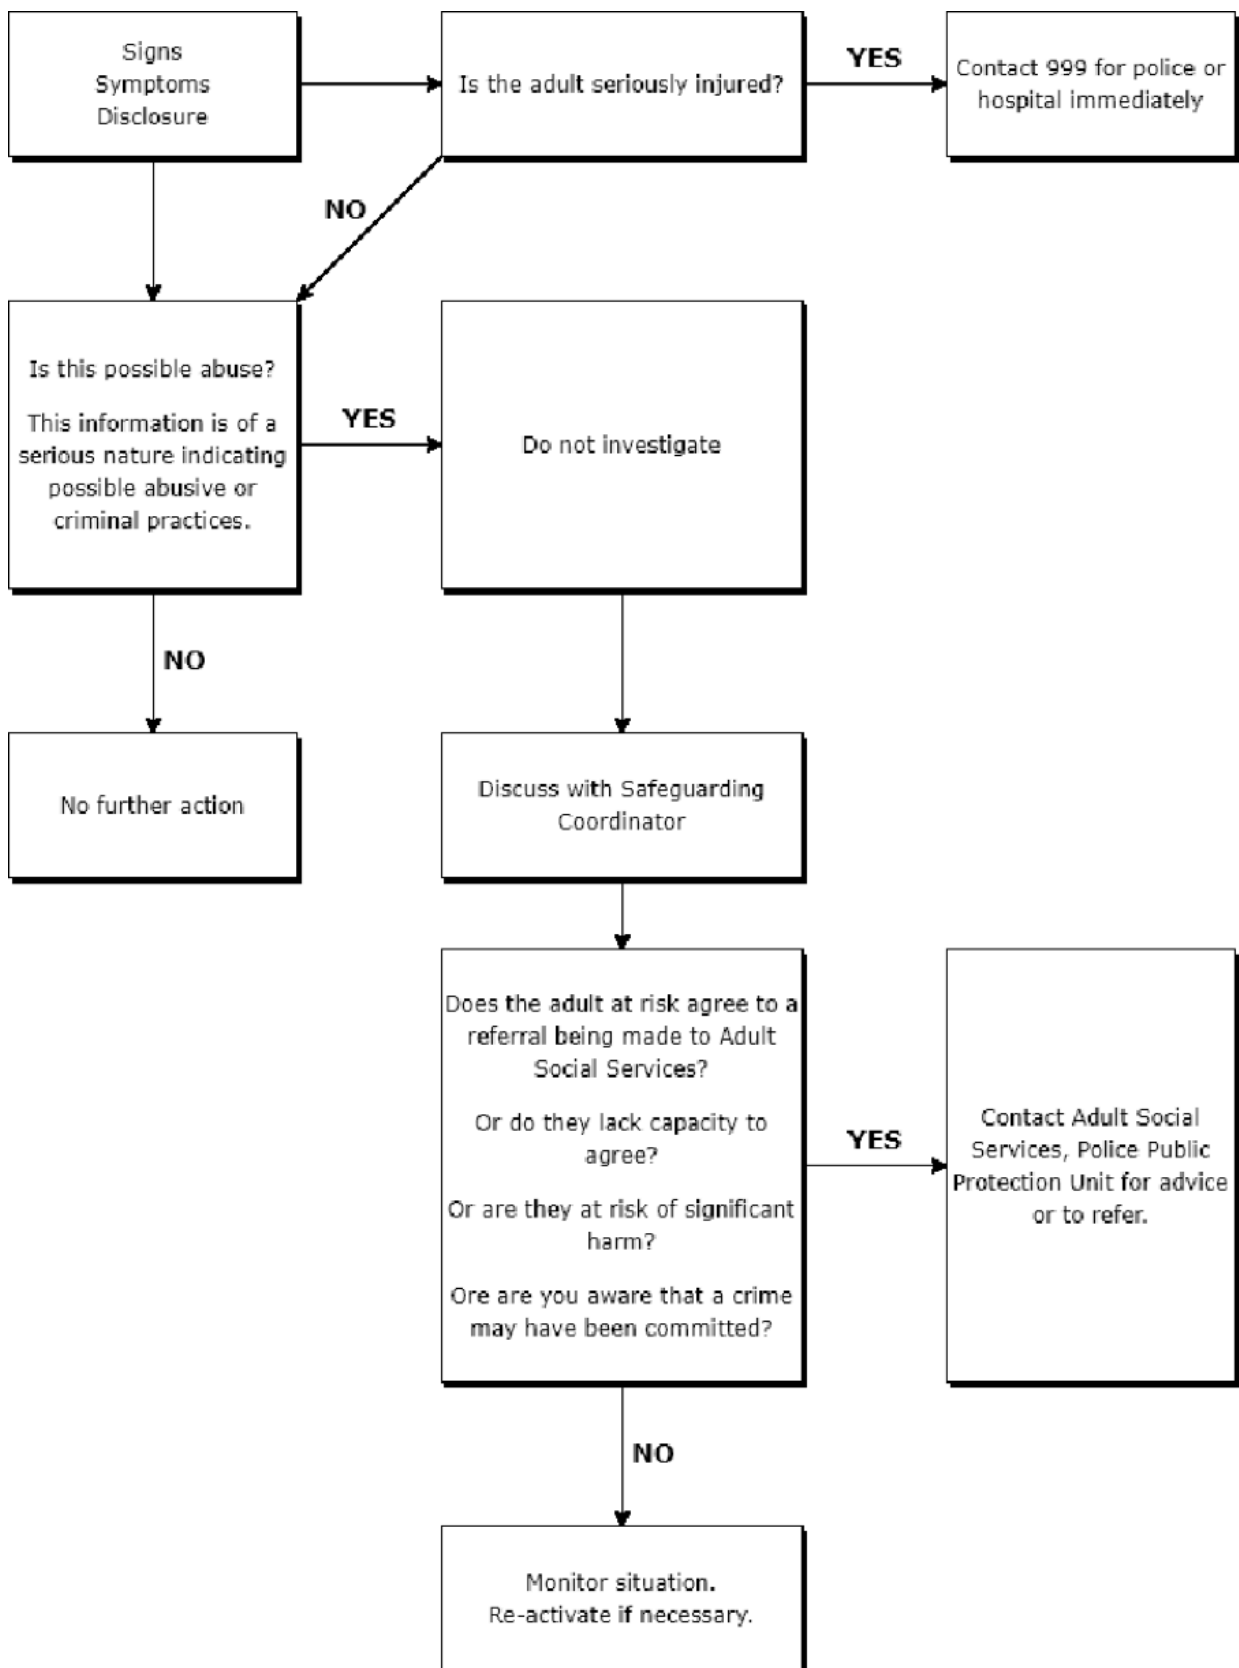 Signs
Symptoms
Disclosure
Is the adult seriously injured?
YES
Contact 999 for police or
hospital immediately
NO
Is this possible abuse?
This information is of a
serious nature indicating
possible abusive or
criminal practices.
YES
Do not investigate
NO
No further action
Discuss with Safeguarding
Coordinator
Does the adult at risk agree to a
referral being made to Adult
Social Services?
Or do they lack capacity to
agree?
Or are they at risk of significant
harm?
Ore are you aware that a crime
may have been committed?
YES
Contact Adult Social
Services, Police Public
Protection Unit for advice
or to refer.
NO
Monitor situation.
Re-activate if necessary.